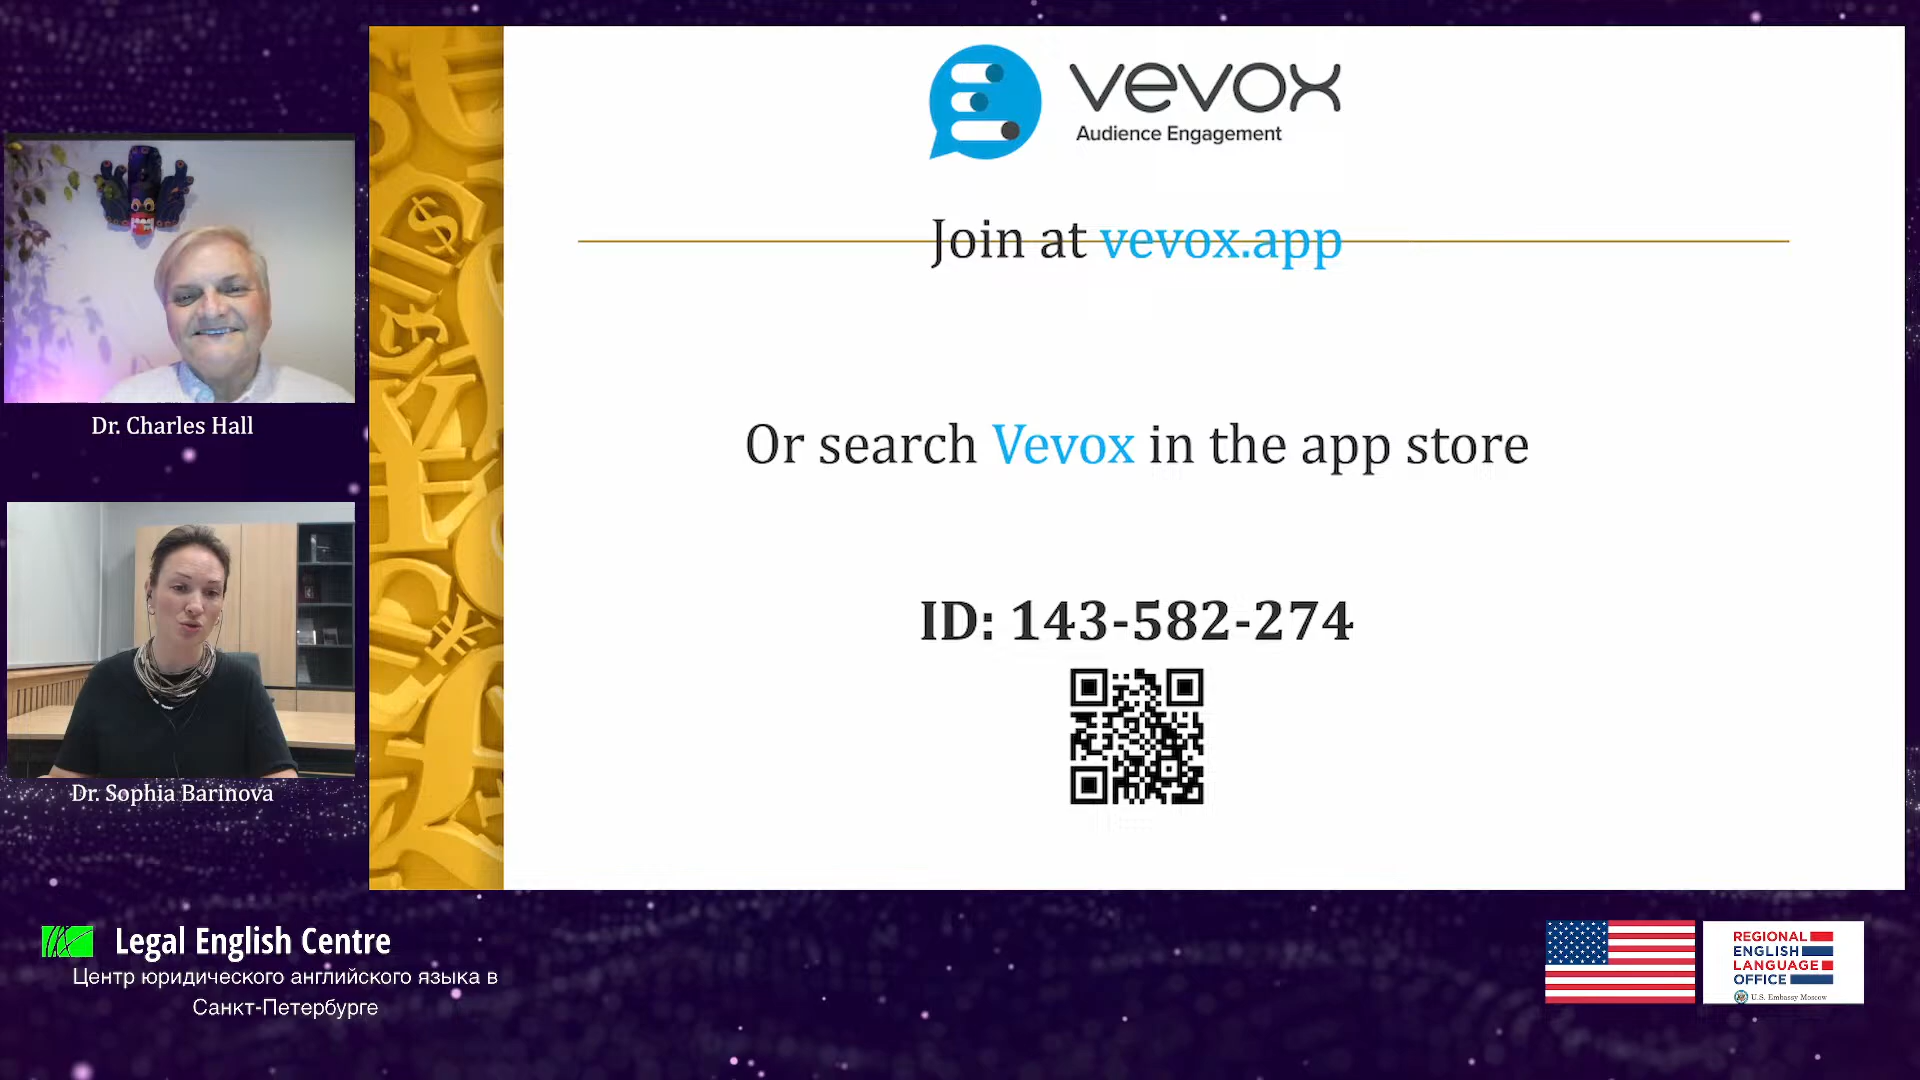 vevox
Audience Engagement
Join at vevox.app
Or search Vevox in the app store
ID: 143-582-274
Dr. Charles Hall
Dr. Sophia Barinova
Legal English Centre
Центр юридического английского языка в
Санкт-Петербурге
REGIONAL
ENGLISH
LANGUAGE
OFFICE
U.S. Embassy Moscow